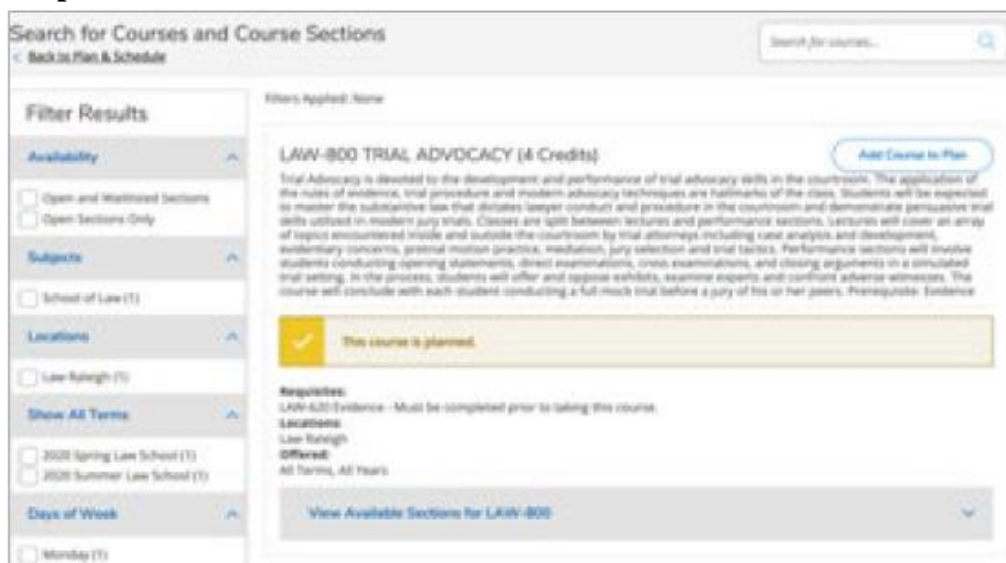 Search for Courses and Course Sections
< Back to Plan & Schedule
Search for courses...
Filter Results
Availability
Open and Waitlisted Sections
Open Sections Only
Subjects
School of Law (1)
Locations
Law Raleigh (1)
Show All Terms
2020 Spring Law School (1)
2020 Summer Law School (1)
Days of Week
Monday (1)
Filters Applied: None
LAW-800 TRIAL ADVOCACY (4 Credits)
Add Course to Plan
Trial Advocacy is devoted to the development and performance of trial advocacy skills in the courtroom. The application of
the rules of evidence, trial procedure and modern advocacy techniques are hallmarks of the class. Students will be expected
to master the substantive law that dictates lawyer conduct and procedure in the courtroom and demonstrate persuasive trial
skills utilized in modern jury trials. Classes are split between lectures and performance sections. Lectures will cover an array
of topics encountered inside and outside the courtroom by trial attorneys including case analysis and development,
evidentiary concerns, pretrial motion practice, mediation, jury selection and trial tactics. Performance sections will involve
students conducting opening statements, direct examinations, cross examinations, and closing arguments in a simulated
trial setting. In the process, students will offer and oppose exhibits, examine experts and confront adverse witnesses. The
course will conclude with each student conducting a full mock trial before a jury of his or her peers. Prerequisite: Evidence
This course is planned.
Requisites:
LAW-620 Evidence - Must be completed prior to taking this course.
Locations:
Law Raleigh
Offered:
All Terms, All Years
View Available Sections for LAW-800